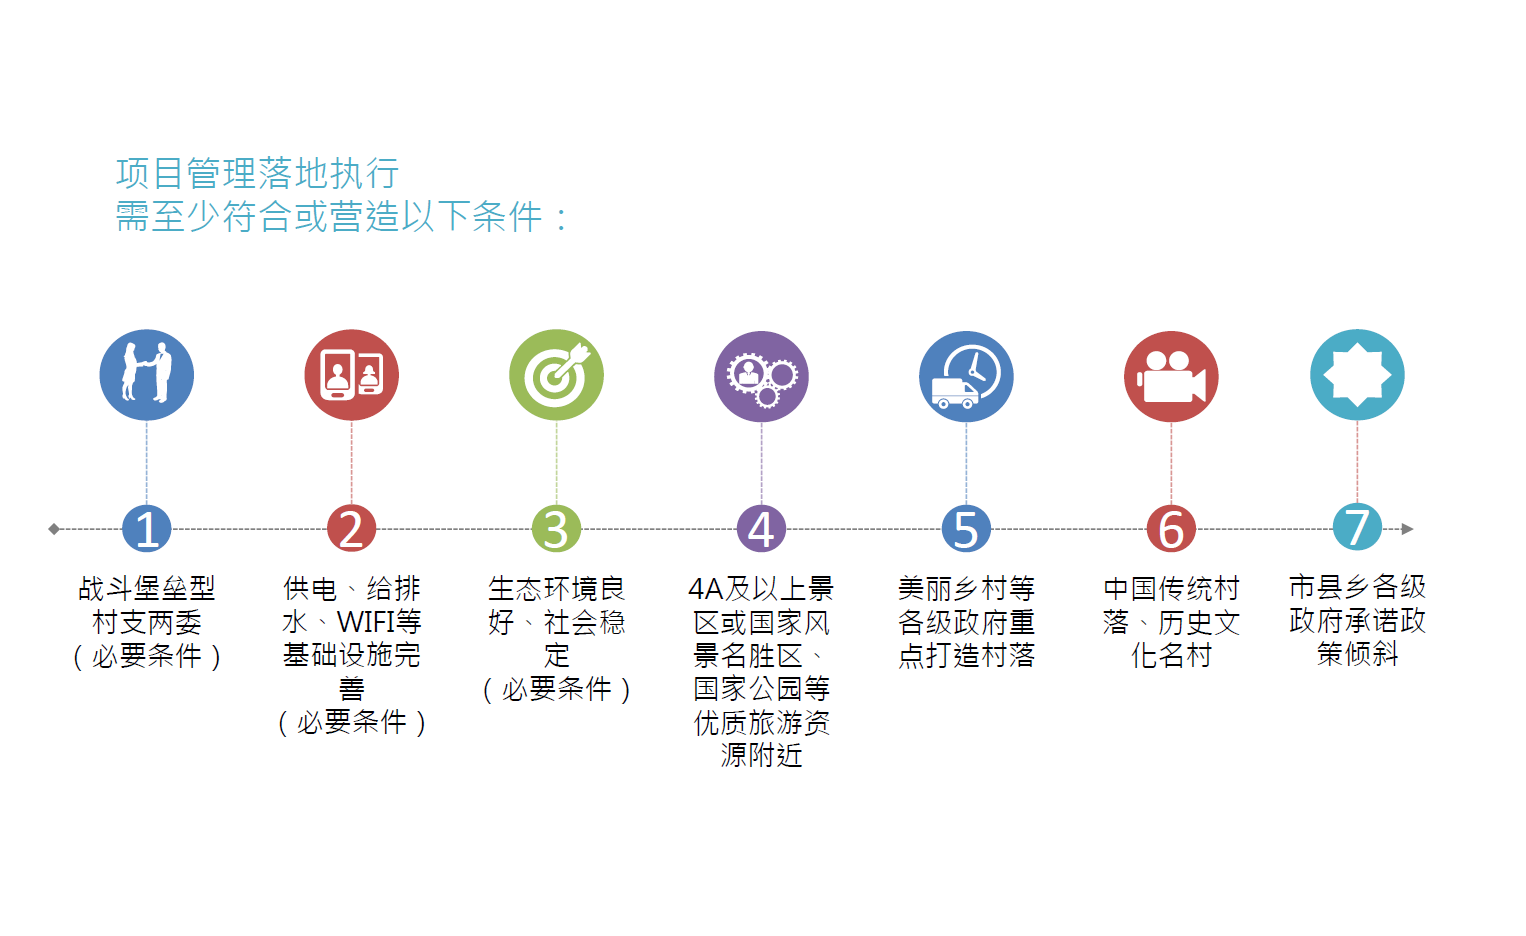 项目管理落地执行
需至少符合或营造以下条件：
1
战斗堡垒型
村支两委
（必要条件）
2
供电、给排
水、WIFI等
基础设施完
善
（必要条件）
3
生态环境良
好、社会稳
定
（必要条件）
4
4A及以上景
区或国家风
景名胜区、
国家公园等
优质旅游资
源附近
5
美丽乡村等
各级政府重
点打造村落
6
中国传统村
落、历史文
化名村
7
市县乡各级
政府承诺政
策倾斜